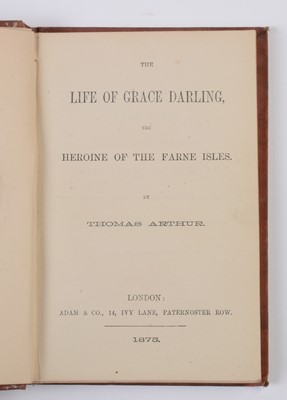 THE
LIFE OF GRACE DARLING,
THE
HEROINE OF THE FARNE ISLES.
BY
THOMAS ARTHUR.
LONDON:
ADAM & CO., 14, IVY LANE, PATERNOSTER ROW.
1875.